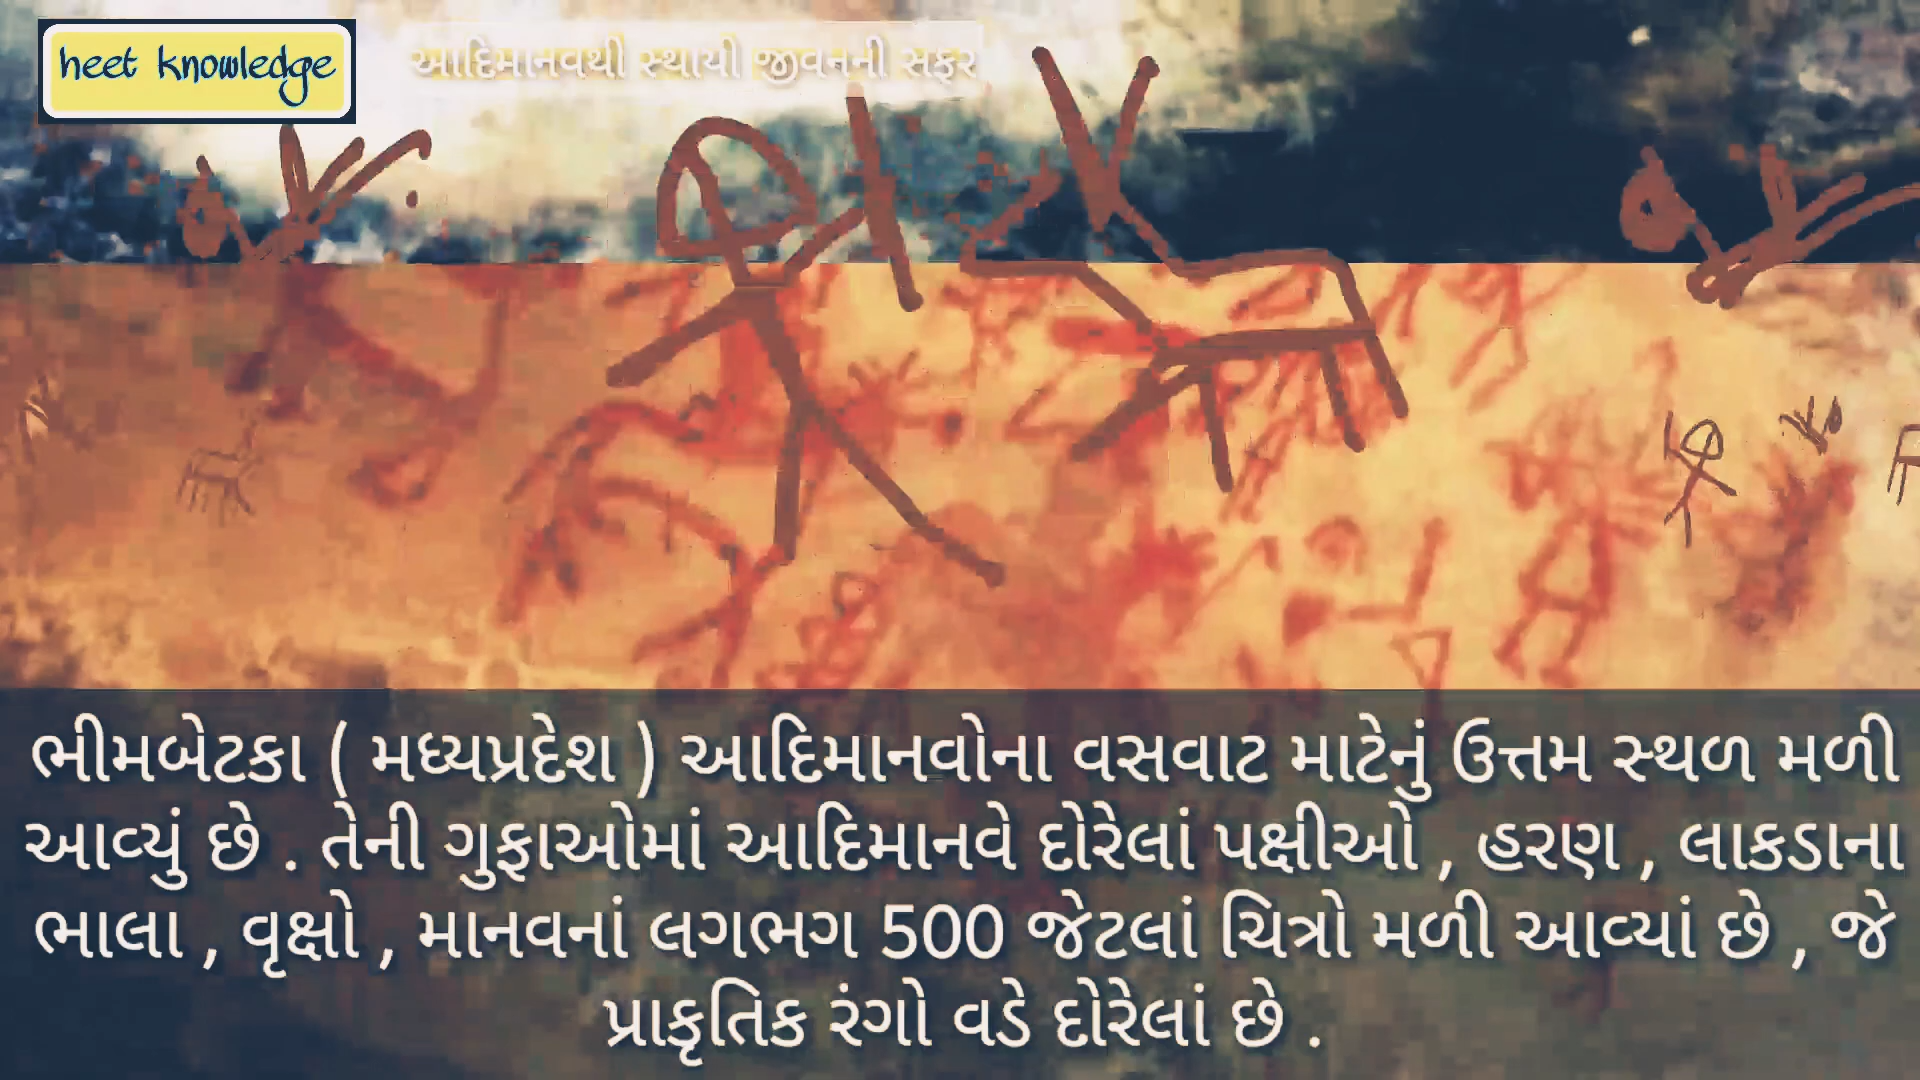 heet knowledge
આદિમાનવથી સ્થાયી જીવનની સફર
ભીમબેટકા ( મધ્યપ્રદેશ ) આદિમાનવોના વસવાટ માટેનું ઉત્તમ સ્થળ મળી
આવ્યું છે . તેની ગુફાઓમાં આદિમાનવે દોરેલાં પક્ષીઓ , હરણ , લાકડાના
ભાલા , વૃક્ષો , માનવનાં લગભગ 500 જેટલાં ચિત્રો મળી આવ્યાં છે , જે
પ્રાકૃતિક રંગો વડે દોરેલાં છે .